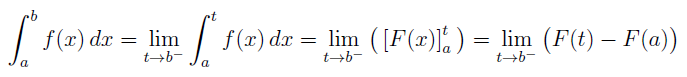 ∫_a^b f(x) dx = lim_{t→b⁻} ∫_a^t f(x) dx = lim_{t→b⁻} ( [F(x)]_a^t ) = lim_{t→b⁻} (F(t) − F(a))